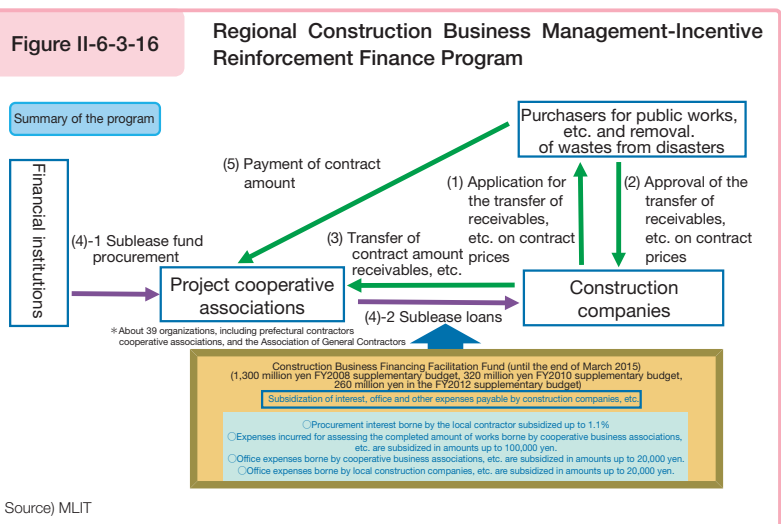 Figure II-6-3-16
Regional Construction Business Management-Incentive
Reinforcement Finance Program
Summary of the program
Purchasers for public works,
etc. and removal.
of wastes from disasters
Financial institutions
(5) Payment of contract
amount
(1) Application for
the transfer of
receivables,
etc. on contract
prices
(2) Approval of the
transfer of
receivables,
etc. on contract
prices
(4)-1 Sublease fund
procurement
(3) Transfer of
contract amount
receivables, etc.
Project cooperative
associations
Construction
companies
(4)-2 Sublease loans
＊About 39 organizations, including prefectural contractors
cooperative associations, and the Association of General Contractors
Construction Business Financing Facilitation Fund (until the end of March 2015)
(1,300 million yen FY2008 supplementary budget, 320 million yen FY2010 supplementary budget,
260 million yen in the FY2012 supplementary budget)
Subsidization of interest, office and other expenses payable by construction companies, etc.
○Procurement interest borne by the local contractor subsidized up to 1.1%
○Expenses incurred for assessing the completed amount of works borne by cooperative business associations,
etc. are subsidized in amounts up to 100,000 yen.
○Office expenses borne by cooperative business associations, etc. are subsidized in amounts up to 20,000 yen.
○Office expenses borne by local construction companies, etc. are subsidized in amounts up to 20,000 yen.
Source) MLIT